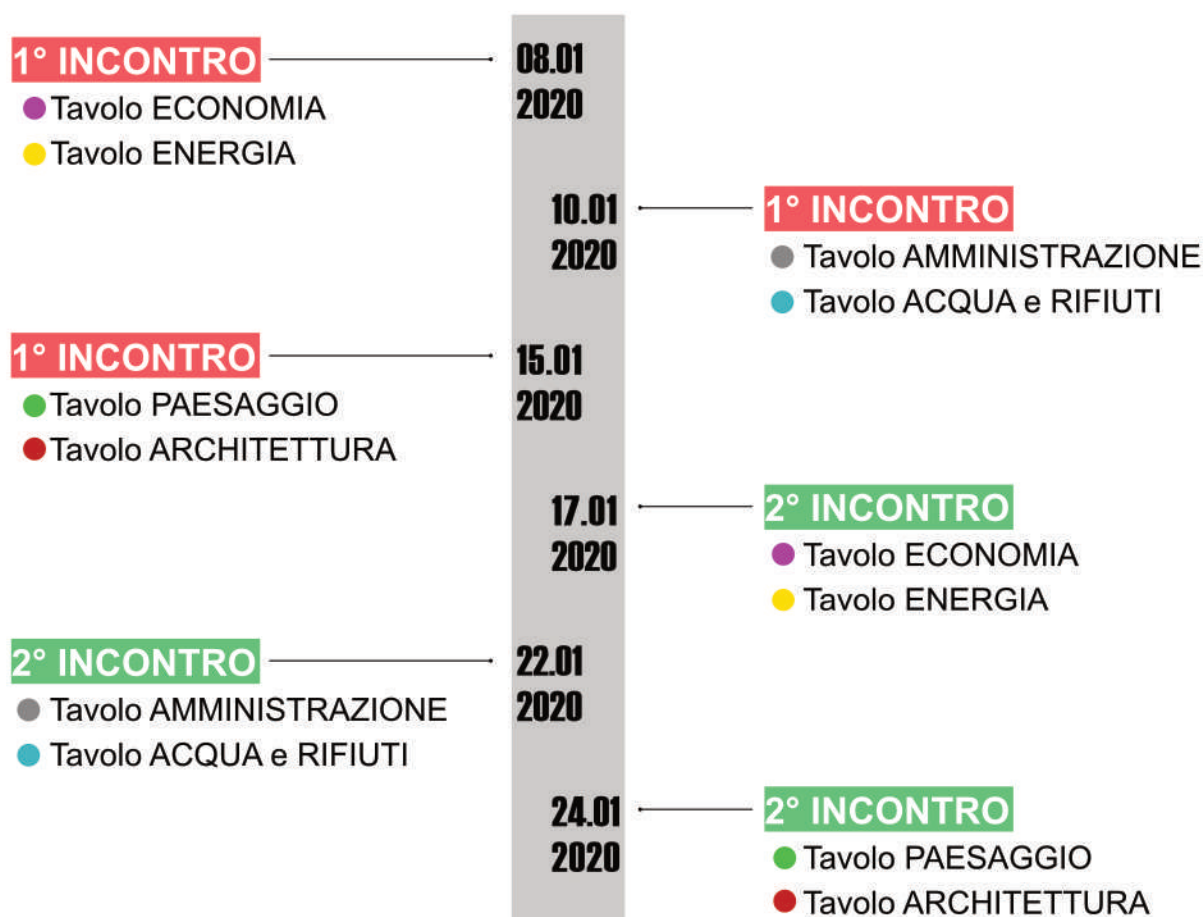 1° INCONTRO
08.01
2020
Tavolo ECONOMIA
Tavolo ENERGIA
10.01
2020
1° INCONTRO
Tavolo AMMINISTRAZIONE
Tavolo ACQUA e RIFIUTI
1° INCONTRO
15.01
2020
Tavolo PAESAGGIO
Tavolo ARCHITETTURA
17.01
2020
2° INCONTRO
Tavolo ECONOMIA
Tavolo ENERGIA
2° INCONTRO
22.01
2020
Tavolo AMMINISTRAZIONE
Tavolo ACQUA e RIFIUTI
24.01
2020
2° INCONTRO
Tavolo PAESAGGIO
Tavolo ARCHITETTURA